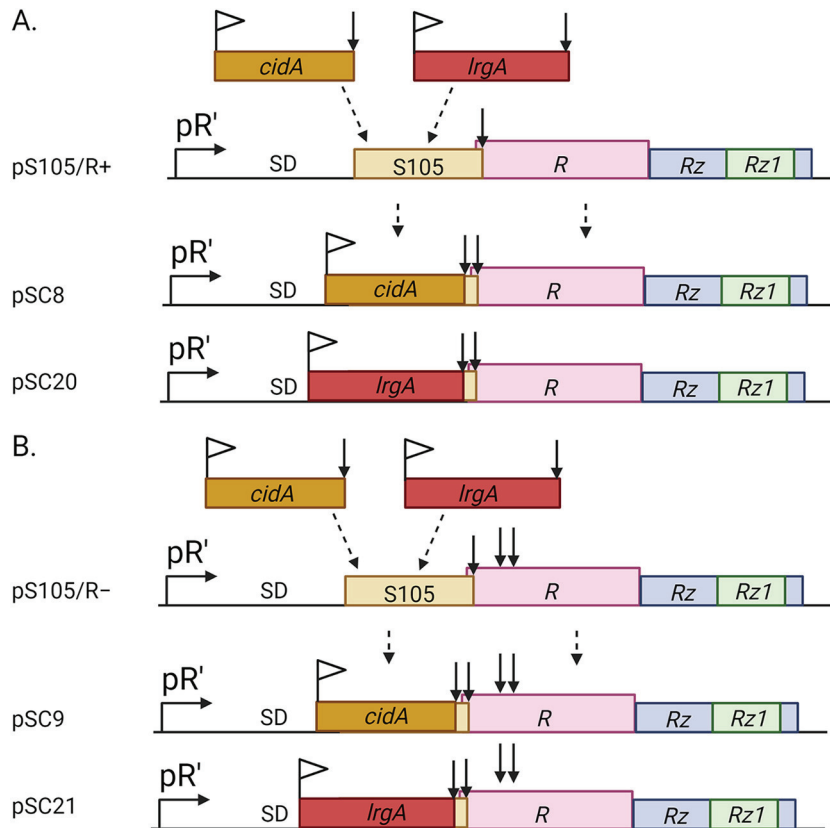 A.
cidA lrgA
pR'
pS105/R+ SD S105 R Rz Rz1
pR'
pSC8 SD cidA R Rz Rz1
pR'
pSC20 SD lrgA R Rz Rz1
B.
cidA lrgA
pR'
pS105/R− SD S105 R Rz Rz1
pR'
pSC9 SD cidA R Rz Rz1
pR'
pSC21 SD lrgA R Rz Rz1